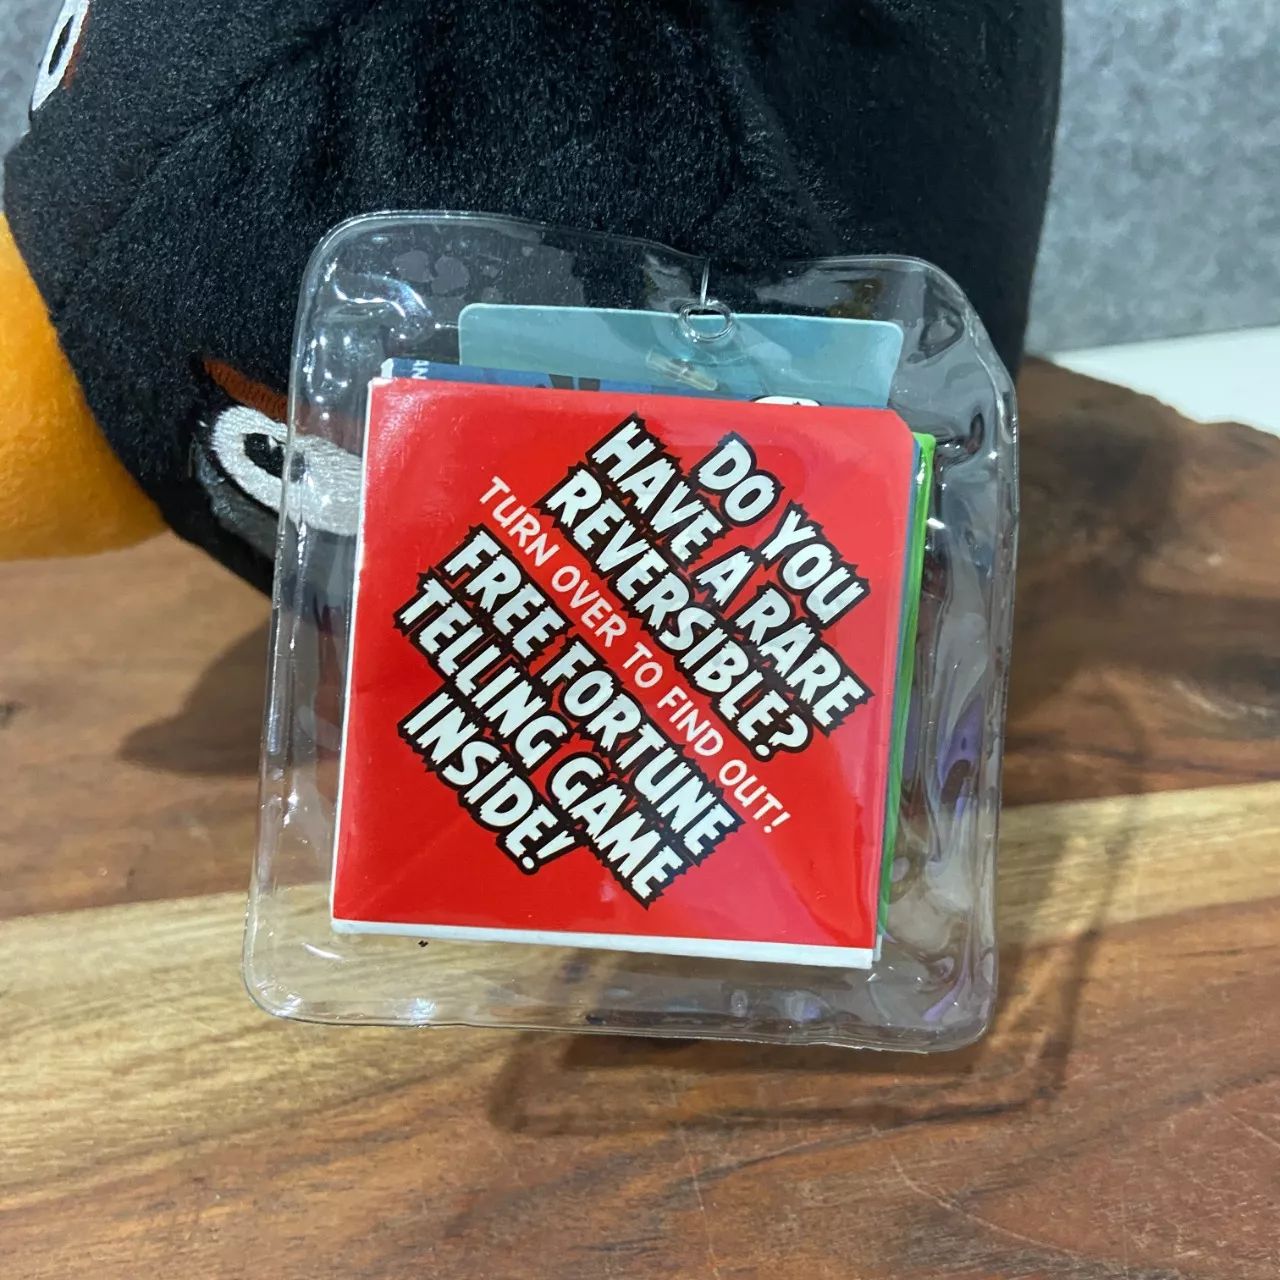 DO YOU
HAVE A RARE
REVERSIBLE?
TURN OVER TO FIND OUT!
FREE FORTUNE
TELLING GAME
INSIDE!